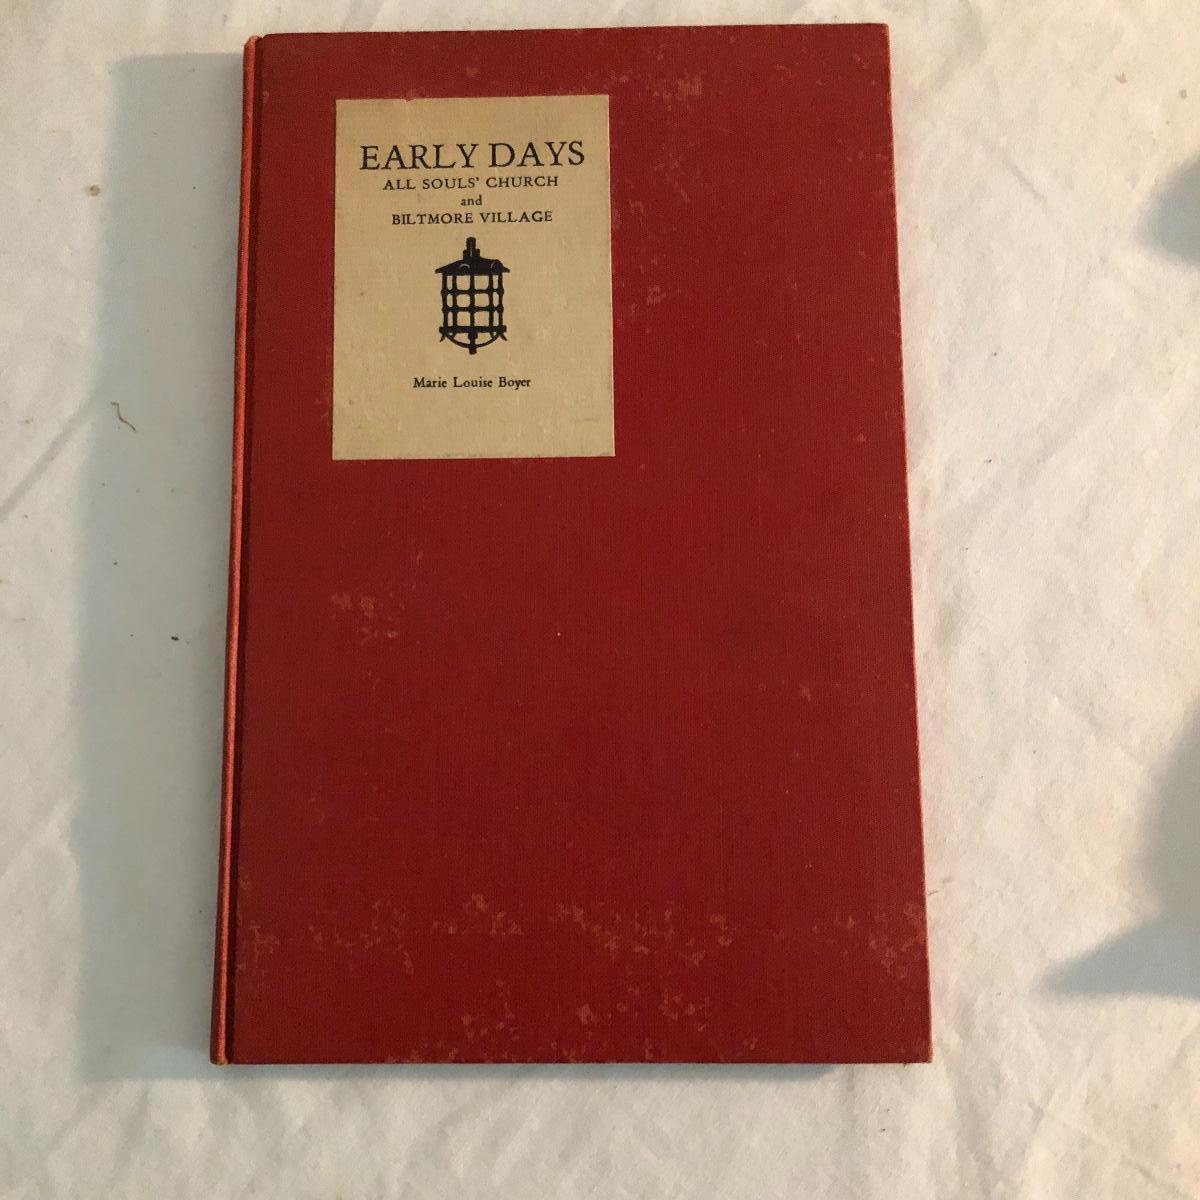 EARLY DAYS
ALL SOULS' CHURCH
and
BILTMORE VILLAGE
Marie Louise Boyer